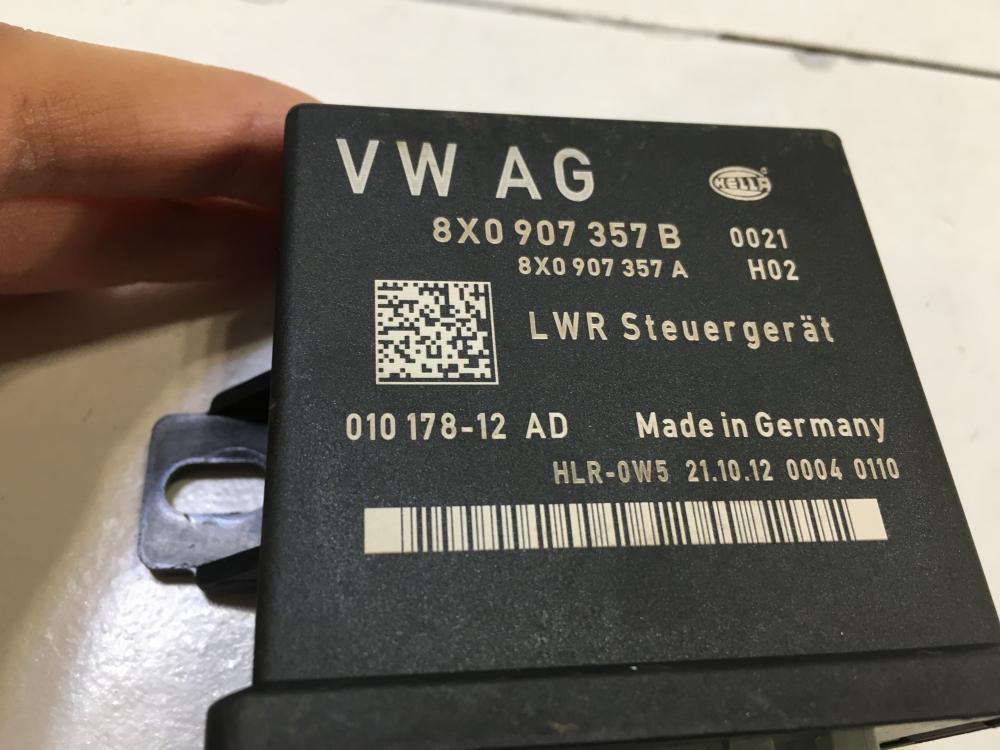 VW AG
HELLA
8X0 907 357 B 0021
8X0 907 357 A H02
LWR Steuergerät
010 178-12 AD Made in Germany
HLR-0W5 21.10.12 0004 0110